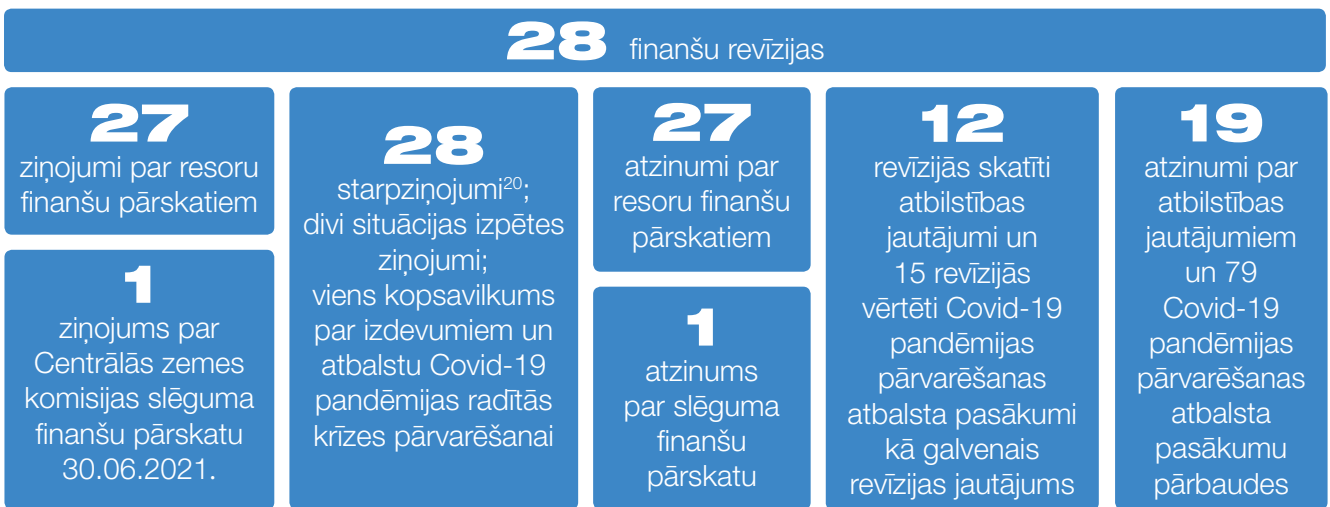 28 finanšu revīzijas
27
ziņojumi par resoru
finanšu pārskatiem
1
ziņojums par
Centrālās zemes
komisijas slēguma
finanšu pārskatu
30.06.2021.
28
starpziņojumi20;
divi situācijas izpētes
ziņojumi;
viens kopsavilkums
par izdevumiem un
atbalstu Covid-19
pandēmijas radītās
krīzes pārvarēšanai
27
atzinumi par
resoru finanšu
pārskatiem
1
atzinums
par slēguma
finanšu
pārskatu
12
revīzijās skatīti
atbilstības
jautājumi un
15 revīzijās
vērtēti Covid-19
pandēmijas
pārvarēšanas
atbalsta pasākumi
kā galvenais
revīzijas jautājums
19
atzinumi par
atbilstības
jautājumiem
un 79
Covid-19
pandēmijas
pārvarēšanas
atbalsta
pasākumu
pārbaudes